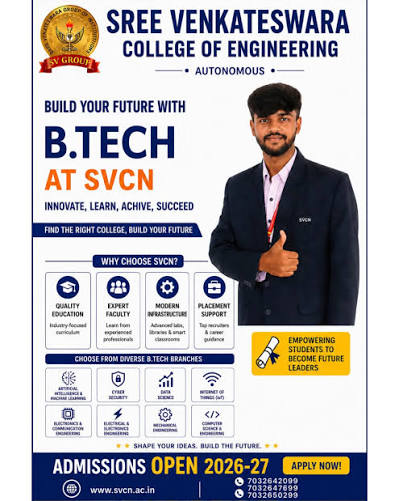 SREE VENKATESWARA GROUP OF INSTITUTIONS
SV GROUP
SREE VENKATESWARA
COLLEGE OF ENGINEERING
AUTONOMOUS
BUILD YOUR FUTURE WITH
B.TECH
AT SVCN
INNOVATE, LEARN, ACHIVE, SUCCEED
FIND THE RIGHT COLLEGE, BUILD YOUR FUTURE
SVCN
WHY CHOOSE SVCN?
QUALITY EDUCATION
Industry-focused curriculum
EXPERT FACULTY
Learn from experienced professionals
MODERN INFRASTRUCTURE
Advanced labs, libraries & smart classrooms
PLACEMENT SUPPORT
Top recruiters & career guidance
EMPOWERING
STUDENTS TO
BECOME FUTURE
LEADERS
CHOOSE FROM DIVERSE B.TECH BRANCHES
ARTIFICIAL INTELLIGENCE & MACHINE LEARNING
CYBER SECURITY
DATA SCIENCE
INTERNET OF THINGS (IoT)
ELECTRONICS & COMMUNICATION ENGINEERING
ELECTRICAL & ELECTRONICS ENGINEERING
MECHANICAL ENGINEERING
COMPUTER SCIENCE & ENGINEERING
SHAPE YOUR IDEAS. BUILD THE FUTURE.
ADMISSIONS OPEN 2026-27
APPLY NOW!
www.svcn.ac.in
7032642099
7032647699
7032650299